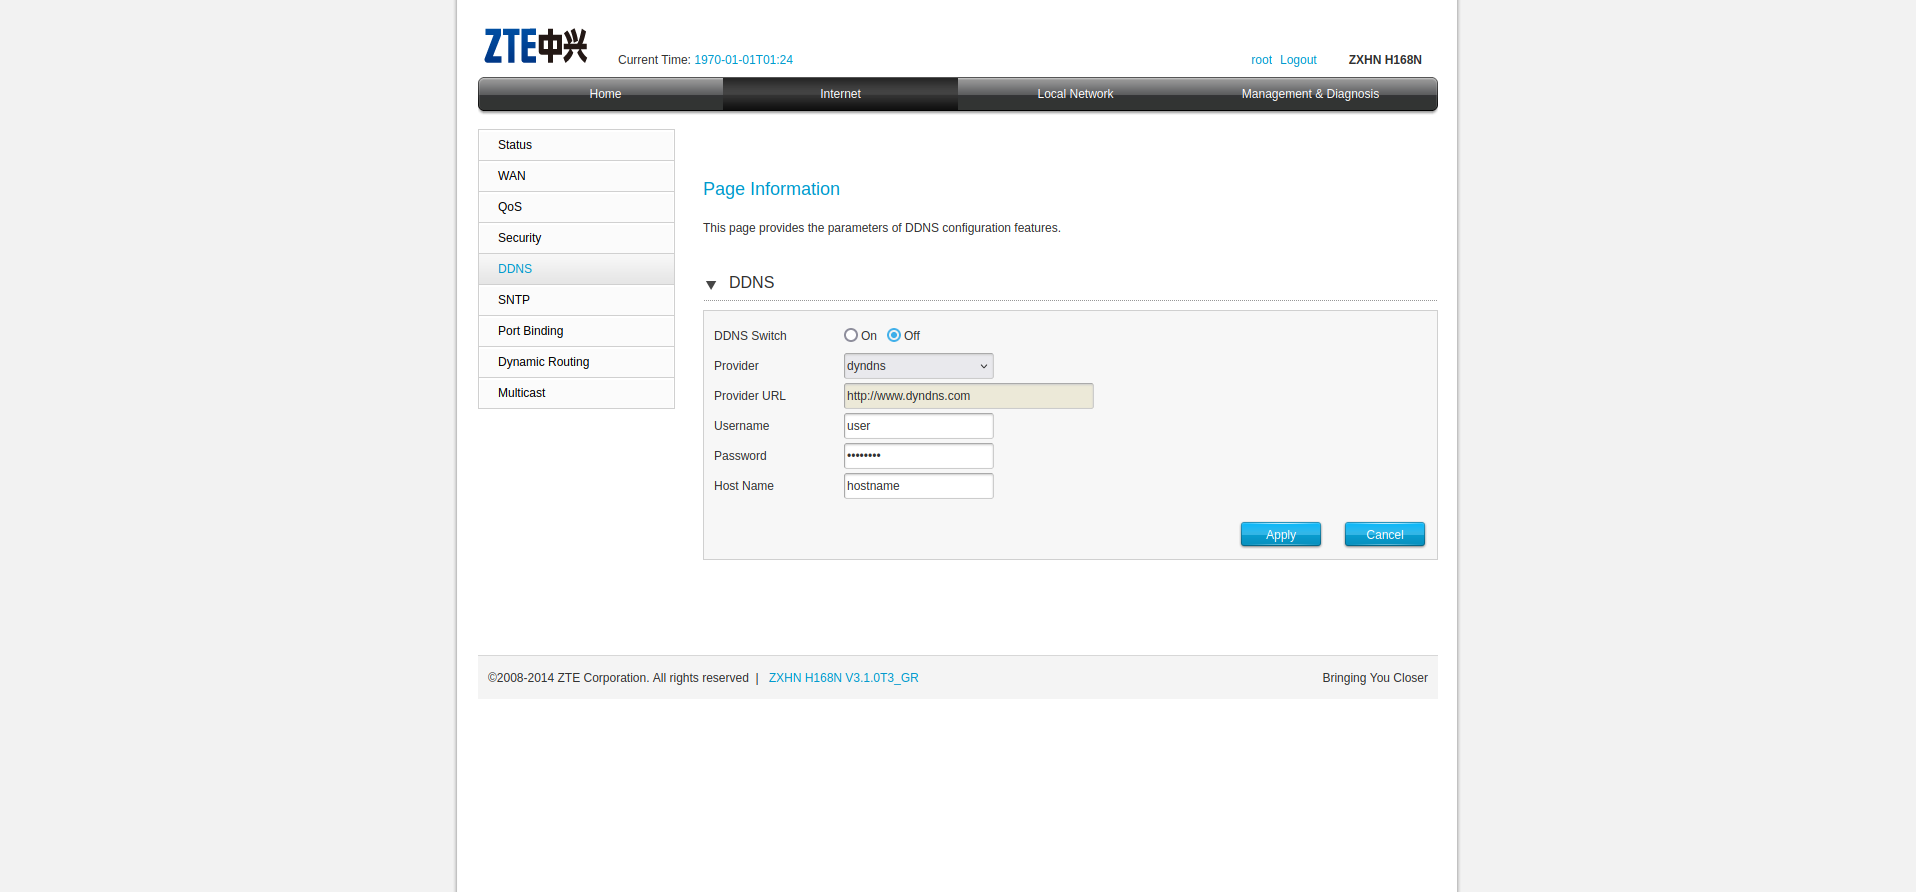 ZTE中兴
Current Time: 1970-01-01T01:24
root Logout ZXHN H168N
Home Internet Local Network Management & Diagnosis
Status
WAN
QoS
Security
DDNS
SNTP
Port Binding
Dynamic Routing
Multicast
Page Information
This page provides the parameters of DDNS configuration features.
DDNS
DDNS Switch On Off
Provider dyndns
Provider URL http://www.dyndns.com
Username user
Password ••••••••
Host Name hostname
Apply Cancel
©2008-2014 ZTE Corporation. All rights reserved | ZXHN H168N V3.1.0T3_GR Bringing You Closer